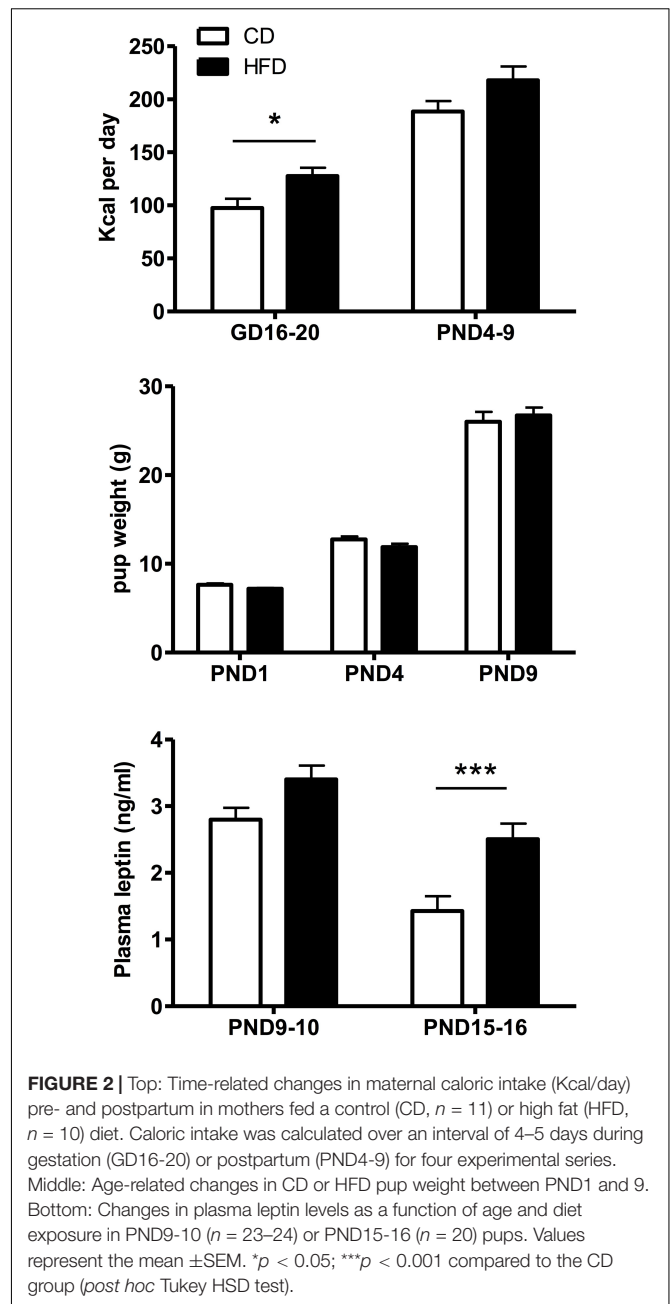 CD
HFD
250
200
150
100
50
0
Kcal per day
*
GD16-20 PND4-9
30
20
10
0
pup weight (g)
PND1 PND4 PND9
4
3
2
1
0
Plasma leptin (ng/ml)
***
PND9-10 PND15-16
FIGURE 2 | Top: Time-related changes in maternal caloric intake (Kcal/day)
pre- and postpartum in mothers fed a control (CD, n = 11) or high fat (HFD,
n = 10) diet. Caloric intake was calculated over an interval of 4–5 days during
gestation (GD16-20) or postpartum (PND4-9) for four experimental series.
Middle: Age-related changes in CD or HFD pup weight between PND1 and 9.
Bottom: Changes in plasma leptin levels as a function of age and diet
exposure in PND9-10 (n = 23–24) or PND15-16 (n = 20) pups. Values
represent the mean ±SEM. *p < 0.05; ***p < 0.001 compared to the CD
group (post hoc Tukey HSD test).